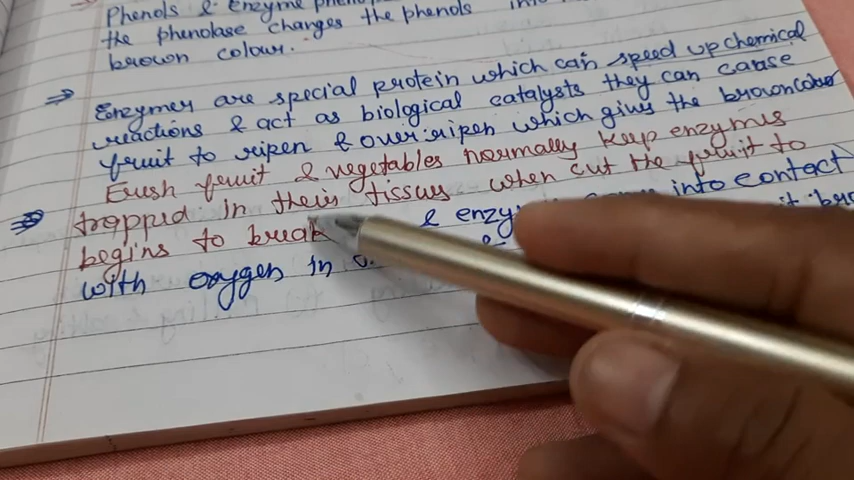 Phenols & Enzyme
the phenolase changes the phenols
brown colour.
⇒ Enzymes are special protein which can speed up chemical
reactions & act as biological catalysts they can cause
fruit to ripen & over-ripen which gives the brown colour
⇒ Fresh fruit & vegetables normally keep enzymes
trapped in their tissues when cut the fruit to
begins to break & into contact
with oxygen in